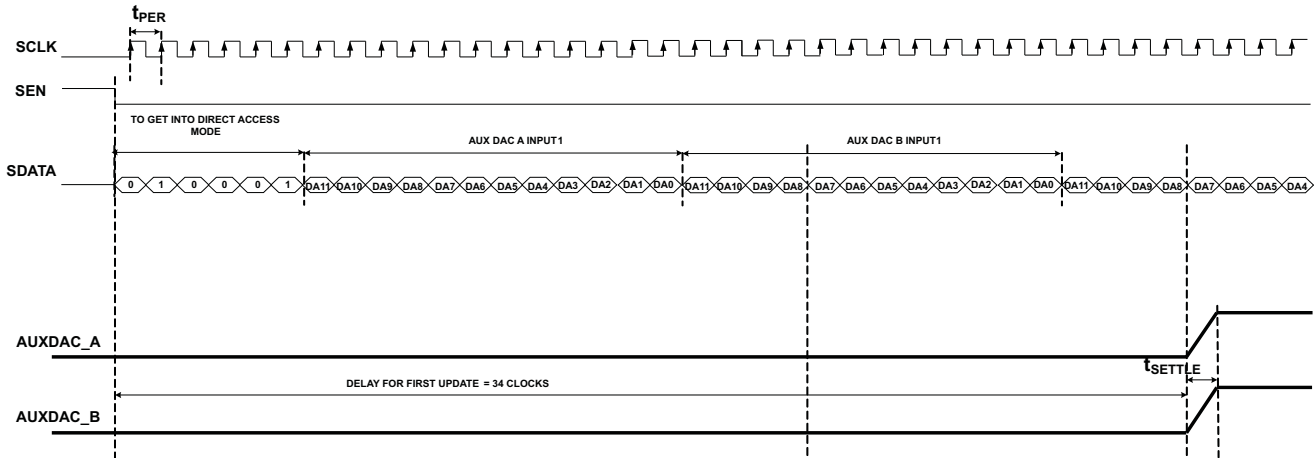 tPER
SCLK
SEN
TO GET INTO DIRECT ACCESS
MODE
AUX DAC A INPUT1
AUX DAC B INPUT1
SDATA
0 1 0 0 0 1 DA11 DA10 DA9 DA8 DA7 DA6 DA5 DA4 DA3 DA2 DA1 DA0 DA11 DA10 DA9 DA8 DA7 DA6 DA5 DA4 DA3 DA2 DA1 DA0 DA11 DA10 DA9 DA8 DA7 DA6 DA5 DA4
AUXDAC_A
tSETTLE
DELAY FOR FIRST UPDATE = 34 CLOCKS
AUXDAC_B